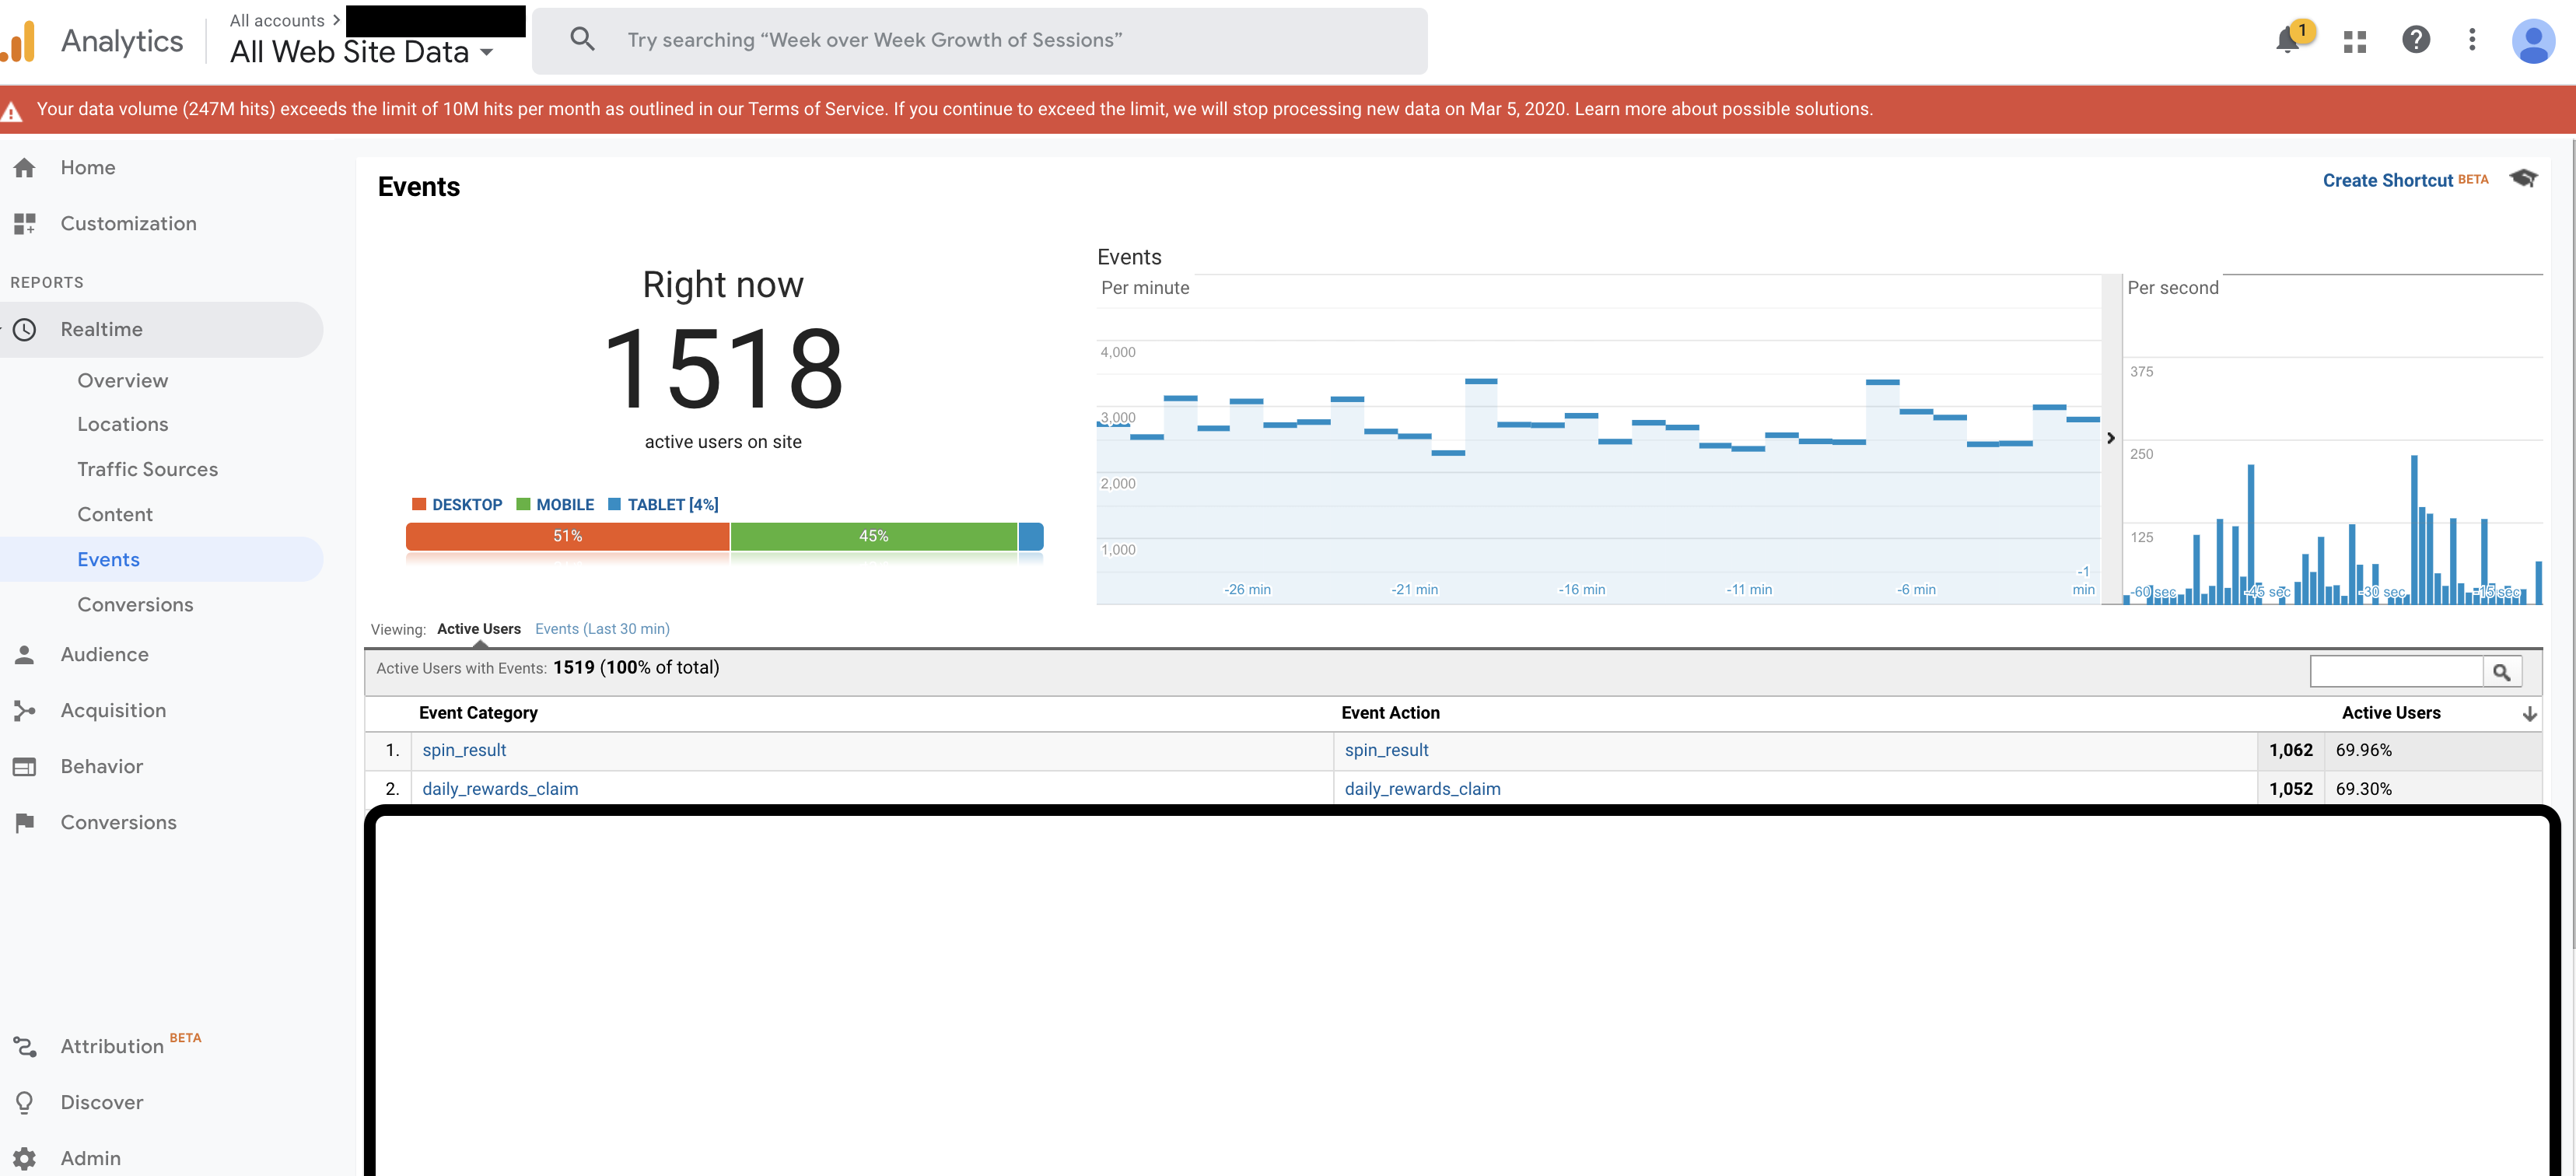 Analytics
All accounts >
All Web Site Data
Try searching “Week over Week Growth of Sessions”
1
Your data volume (247M hits) exceeds the limit of 10M hits per month as outlined in our Terms of Service. If you continue to exceed the limit, we will stop processing new data on Mar 5, 2020. Learn more about possible solutions.
Home
Customization
REPORTS
Realtime
Overview
Locations
Traffic Sources
Content
Events
Conversions
Audience
Acquisition
Behavior
Conversions
Attribution BETA
Discover
Admin
Events
Create Shortcut BETA
Right now
1518
active users on site
DESKTOP MOBILE TABLET [4%]
51% 45%
Events
Per minute
4,000
3,000
2,000
1,000
-26 min -21 min -16 min -11 min -6 min -1 min
Per second
375
250
125
-60 sec -45 sec -30 sec -15 sec
Viewing: Active Users Events (Last 30 min)
Active Users with Events: 1519 (100% of total)
Event Category Event Action Active Users
1. spin_result spin_result 1,062 69.96%
2. daily_rewards_claim daily_rewards_claim 1,052 69.30%